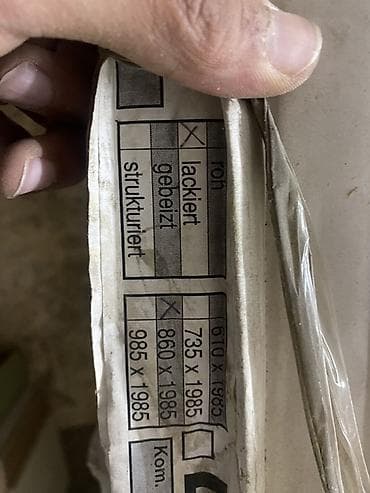 roh
lackiert
gebeizt
strukturiert
610 x 1985
735 x 1985
860 x 1985
985 x 1985
Kom.